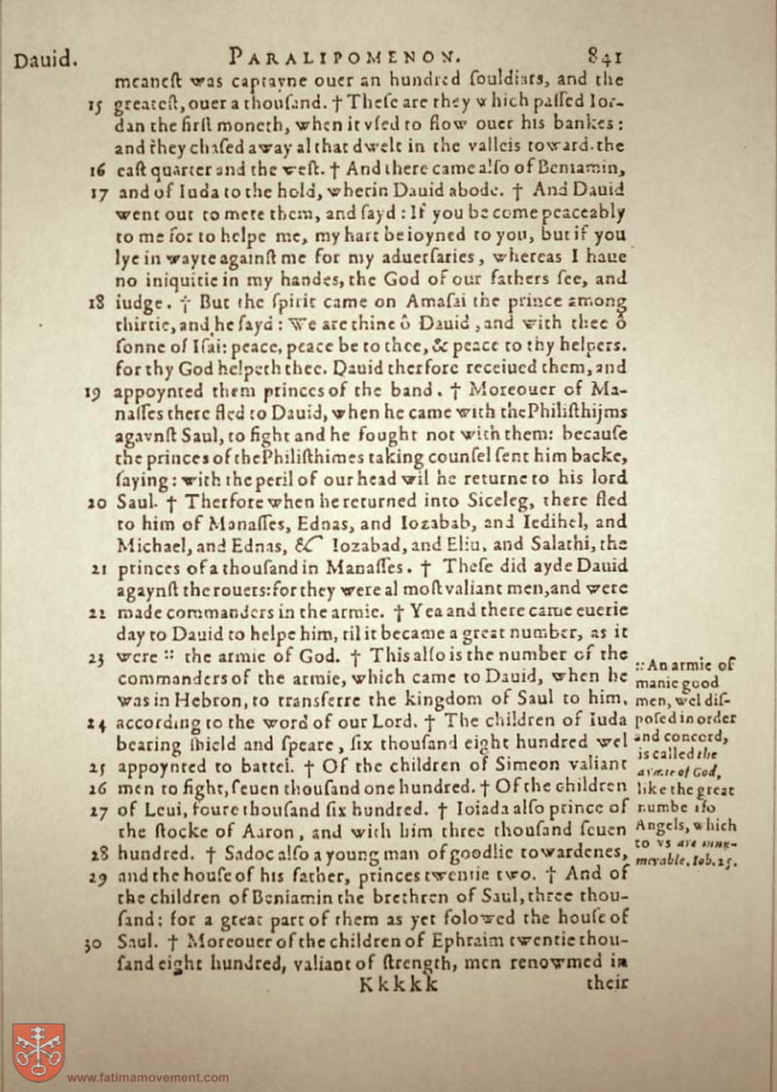 Dauid. PARALIPOMENON. 841
meaneſt was captayne ouer an hundred ſouldiars, and the
15 greateſt, ouer a thouſand. † Theſe are they which paſſed Ior-
dan the firſt moneth, when it vſed to flow ouer his bankes:
and they chaſed away al that dwelt in the valleis toward the
16 eaſt quarter and the weſt. † And there came alſo of Beniamin,
17 and of Iuda to the hold, wherin Dauid abode. † And Dauid
went out to mete them, and ſayd: If you be come peaceably
to me for to helpe me, my hart be ioyned to you, but if you
lye in wayte againſt me for my aduerſaries, whereas I haue
no iniquitie in my handes, the God of our fathers ſee, and
18 iudge. † But the ſpirit came on Amaſai the prince among
thirtie, and he ſayd: We are thine ô Dauid, and with thee ô
ſonne of Iſai: peace, peace be to thee, & peace to thy helpers.
for thy God helpeth thee. Dauid therfore receiued them, and
19 appoynted them princes of the band. † Moreouer of Ma-
naſſes there fled to Dauid, when he came with the Philiſthijms
agaynſt Saul, to fight and he fought not with them: becauſe
the princes of the Philiſthimes taking counſel ſent him backe,
ſaying: with the peril of our head wil he returne to his lord
20 Saul. † Therfore when he returned into Siceleg, there fled
to him of Manaſſes, Ednas, and Iozabab, and Iedihel, and
Michael, and Ednas, & Iozabad, and Eliu, and Salathi, the
21 princes of a thouſand in Manaſſes. † Theſe did ayde Dauid
agaynſt the rouers: for they were al moſt valiant men, and were
22 made commanders in the armie. † Yea and there came euerie
day to Dauid to helpe him, til it became a great number, as it
23 were :: the armie of God. † This alſo is the number of the
commanders of the armie, which came to Dauid, when he
was in Hebron, to transferre the kingdom of Saul to him,
24 according to the word of our Lord. † The children of Iuda
bearing ſhield and ſpeare, ſix thouſand eight hundred wel
25 appoynted to battel. † Of the children of Simeon valiant
26 men to fight, ſeuen thouſand one hundred. † Of the children
27 of Leui, foure thouſand ſix hundred. † Ioiada alſo prince of
the ſtocke of Aaron, and with him three thouſand ſeuen
28 hundred. † Sadoc alſo a young man of goodlie towardenes,
29 and the houſe of his father, princes twentie two. † And of
the children of Beniamin the brethren of Saul, three thou-
ſand: for a great part of them as yet folowed the houſe of
30 Saul. † Moreouer of the children of Ephraim twentie thou-
ſand eight hundred, valiant of ſtrength, men renowmed in
Kkkkk their
:: An armie of
manie good
men, wel diſ-
poſed in order
and concord,
is called the
armie of God,
like the great
numbe
Angels, which
to vs are innu-
merable. Iob. 25.
www.fatimamovement.com